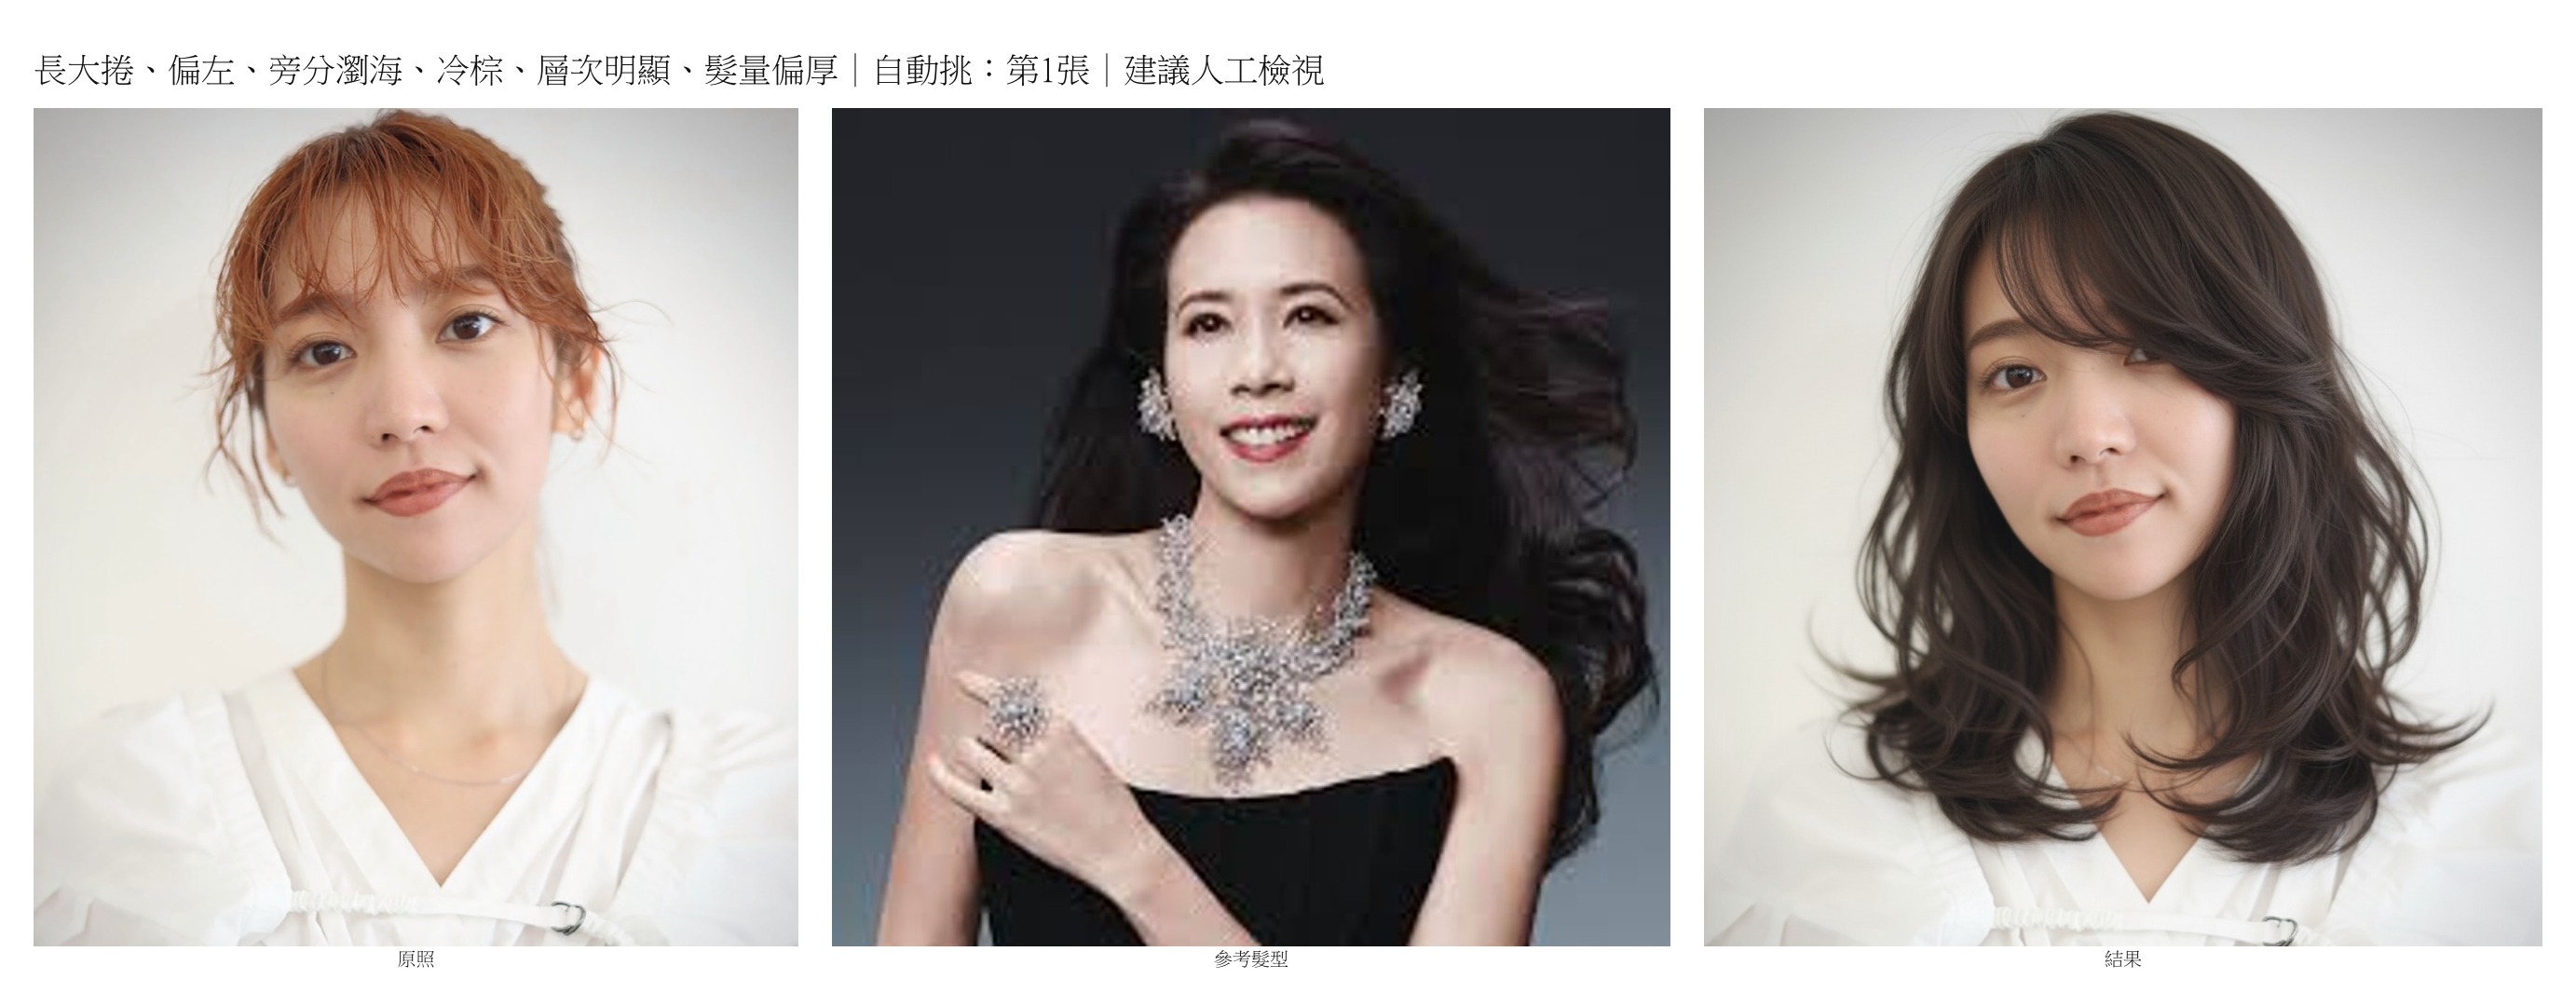 長大捲、偏左、旁分瀏海、冷棕、層次明顯、髮量偏厚｜自動挑：第1張｜建議人工檢視
原照
參考髮型
結果